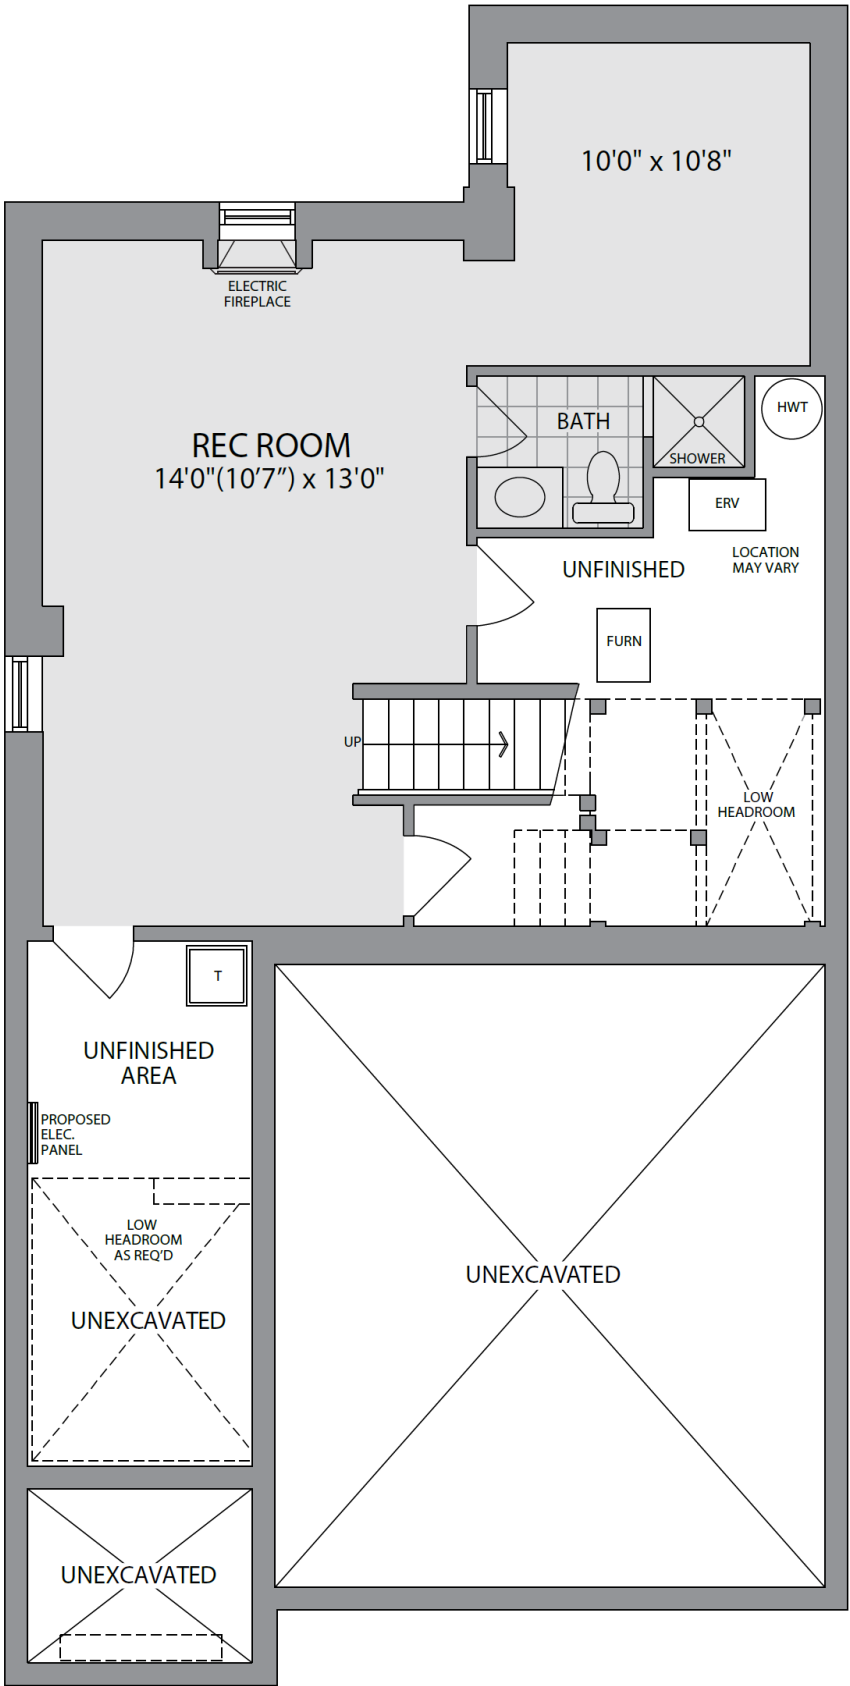 10'0" x 10'8"
ELECTRIC
FIREPLACE
REC ROOM
14'0"(10’7”) x 13'0"
BATH
SHOWER
HWT
ERV
LOCATION
MAY VARY
UNFINISHED
FURN
UP
LOW
HEADROOM
T
UNFINISHED
AREA
PROPOSED
ELEC.
PANEL
LOW
HEADROOM
AS REQ'D
UNEXCAVATED
UNEXCAVATED
UNEXCAVATED